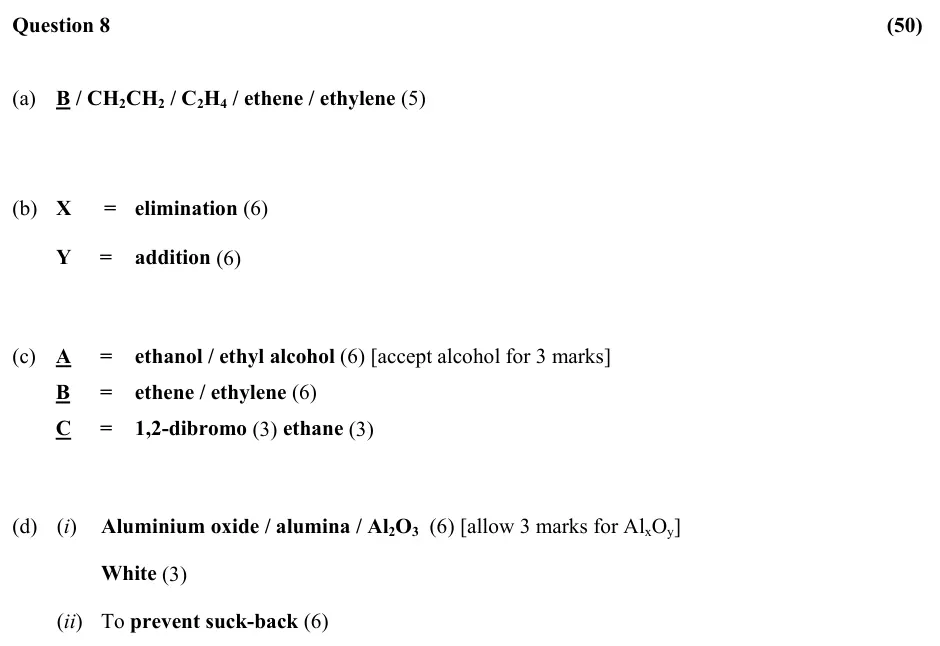 Question 8 (50)
(a) B / CH₂CH₂ / C₂H₄ / ethene / ethylene (5)
(b) X = elimination (6)
Y = addition (6)
(c) A = ethanol / ethyl alcohol (6) [accept alcohol for 3 marks]
B = ethene / ethylene (6)
C = 1,2-dibromo (3) ethane (3)
(d) (i) Aluminium oxide / alumina / Al₂O₃ (6) [allow 3 marks for AlₓOᵧ]
White (3)
(ii) To prevent suck-back (6)